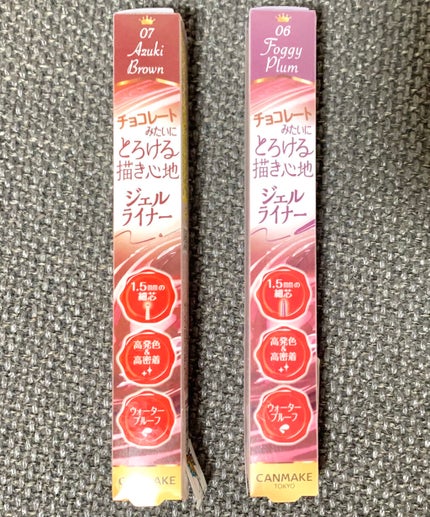 07
Azuki
Brown
チョコレート
みたいに
とろける
描き心地
ジェル
ライナー
1.5mmの
細芯
高発色
&
高密着
ウォーター
プルーフ
CANMAKE
06
Foggy
Plum
チョコレート
みたいに
とろける
描き心地
ジェル
ライナー
1.5mmの
細芯
高発色
&
高密着
ウォーター
プルーフ
CANMAKE
TOKYO